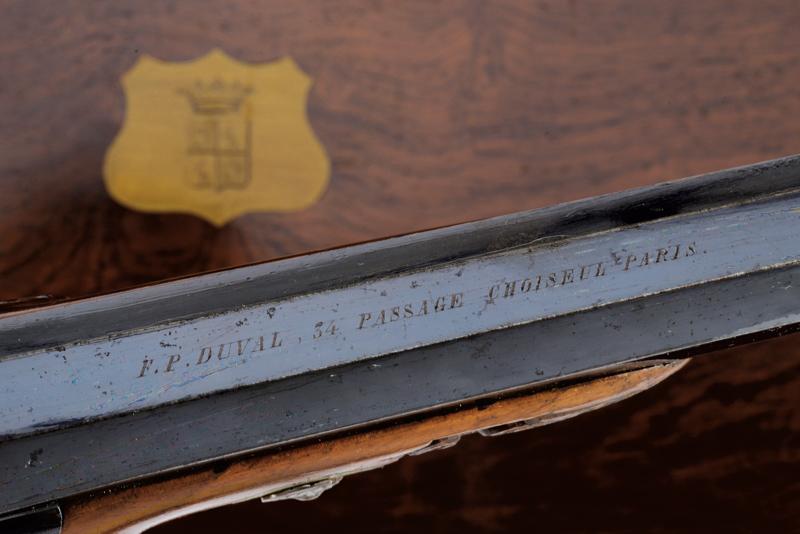 F.P. DUVAL, 34 PASSAGE CHOISEUL PARIS.